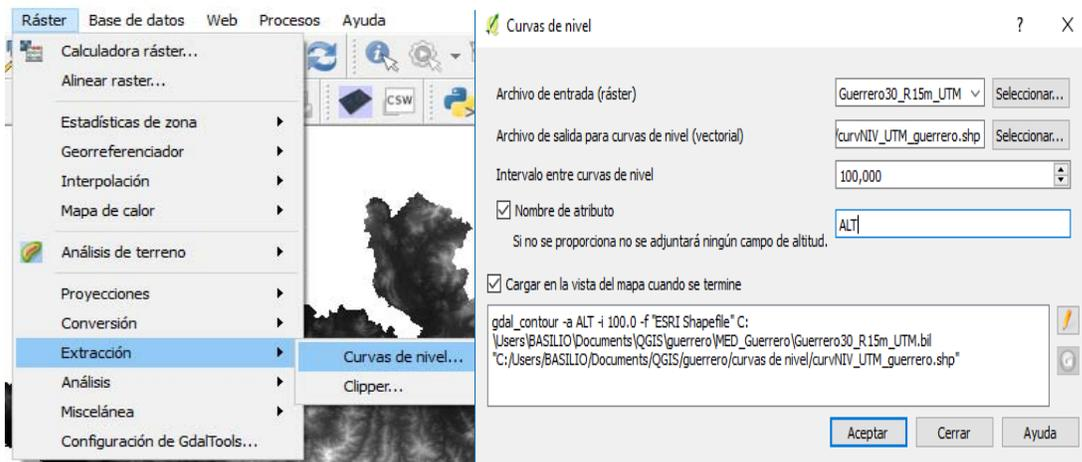 Ráster Base de datos Web Procesos Ayuda
Calculadora ráster...
Alinear raster...
CSW
Estadísticas de zona
Georreferenciador
Interpolación
Mapa de calor
Análisis de terreno
Proyecciones
Conversión
Extracción
Curvas de nivel...
Análisis
Clipper...
Miscelánea
Configuración de GdalTools...
Curvas de nivel
? X
Archivo de entrada (ráster) Guerrero30_R15m_UTM Seleccionar...
Archivo de salida para curvas de nivel (vectorial) /curvNIV_UTM_guerrero.shp Seleccionar...
Intervalo entre curvas de nivel 100,000
Nombre de atributo ALT
Si no se proporciona no se adjuntará ningún campo de altitud.
Cargar en la vista del mapa cuando se termine
gdal_contour -a ALT -i 100.0 -f "ESRI Shapefile" C:
\Users\BASILIO\Documents\QGIS\guerrero\MED_Guerrero\Guerrero30_R15m_UTM.bil
"C:/Users/BASILIO/Documents/QGIS/guerrero/curvas de nivel/curvNIV_UTM_guerrero.shp"
Aceptar Cerrar Ayuda